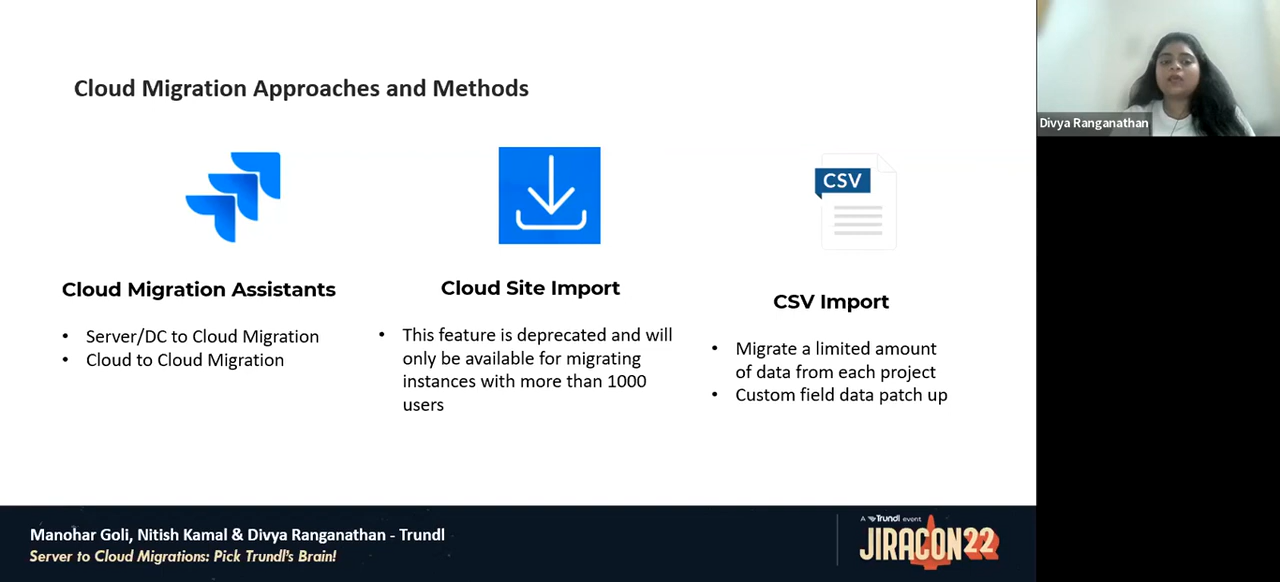 Cloud Migration Approaches and Methods
CSV
Cloud Migration Assistants
• Server/DC to Cloud Migration
• Cloud to Cloud Migration
Cloud Site Import
• This feature is deprecated and will
only be available for migrating
instances with more than 1000
users
CSV Import
• Migrate a limited amount
of data from each project
• Custom field data patch up
Divya Ranganathan
Manohar Goli, Nitish Kamal & Divya Ranganathan - Trundl
Server to Cloud Migrations: Pick Trundl's Brain!
A Trundl event
JIRACON22